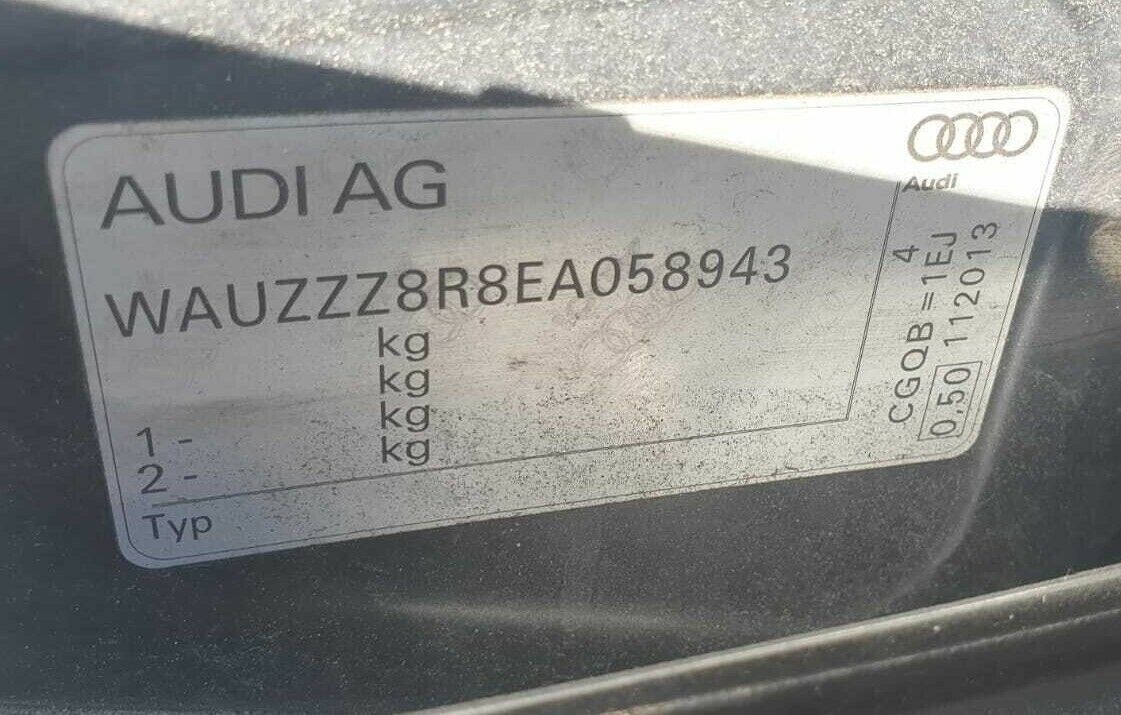 AUDI AG
WAUZZZ8R8EA058943
kg
kg
1 - kg
2 - kg
Typ
Audi
4
CGQB = 1EJ
0,50 112013